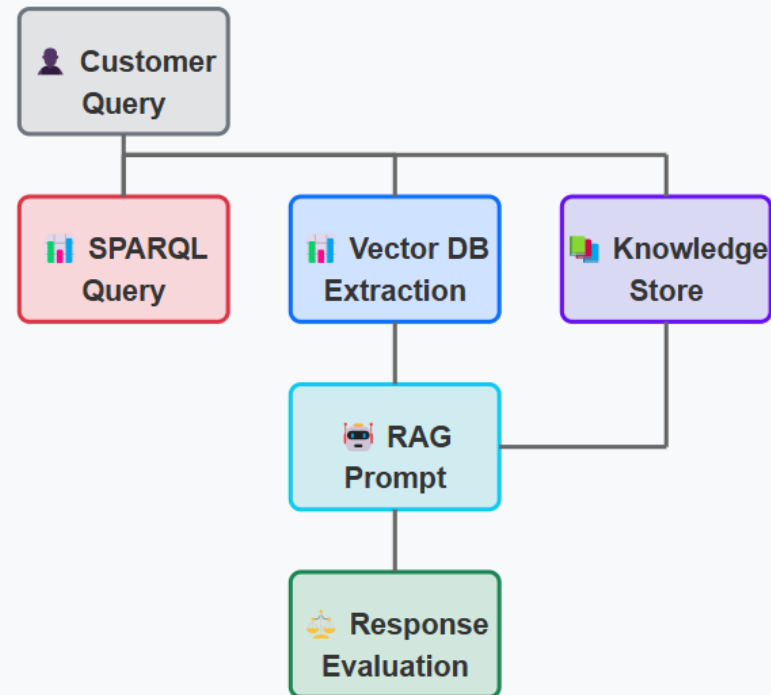 Customer
Query
SPARQL
Query
Vector DB
Extraction
Knowledge
Store
RAG
Prompt
Response
Evaluation